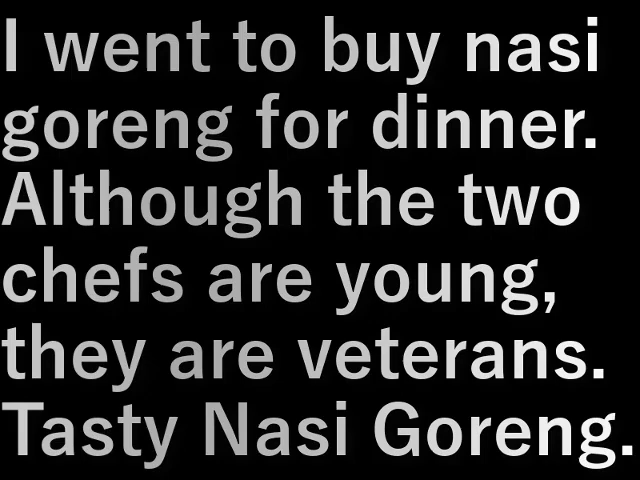 I went to buy nasi
goreng for dinner.
Although the two
chefs are young,
they are veterans.
Tasty Nasi Goreng.